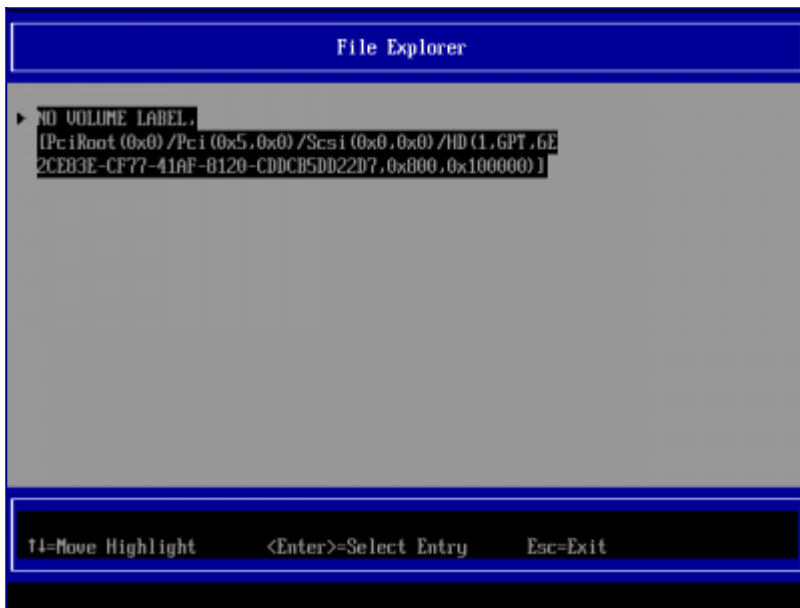 File Explorer
NO VOLUME LABEL,
[PciRoot(0x0)/Pci(0x5,0x0)/Scsi(0x0,0x0)/HD(1,GPT,6E
2CE83E-CF77-41AF-8120-CDDCB5DD22D7,0x800,0x100000)]
↑↓=Move Highlight <Enter>=Select Entry Esc=Exit